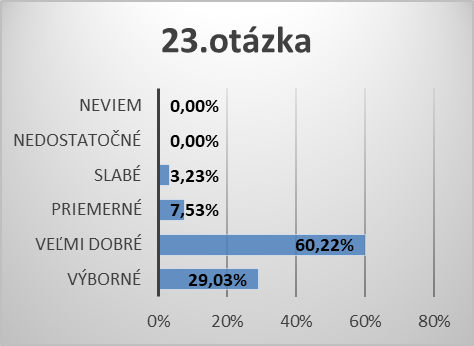 23.otázka
NEVIEM 0,00%
NEDOSTATOČNÉ 0,00%
SLABÉ 3,23%
PRIEMERNÉ 7,53%
VEĽMI DOBRÉ 60,22%
VÝBORNÉ 29,03%
0% 20% 40% 60% 80%